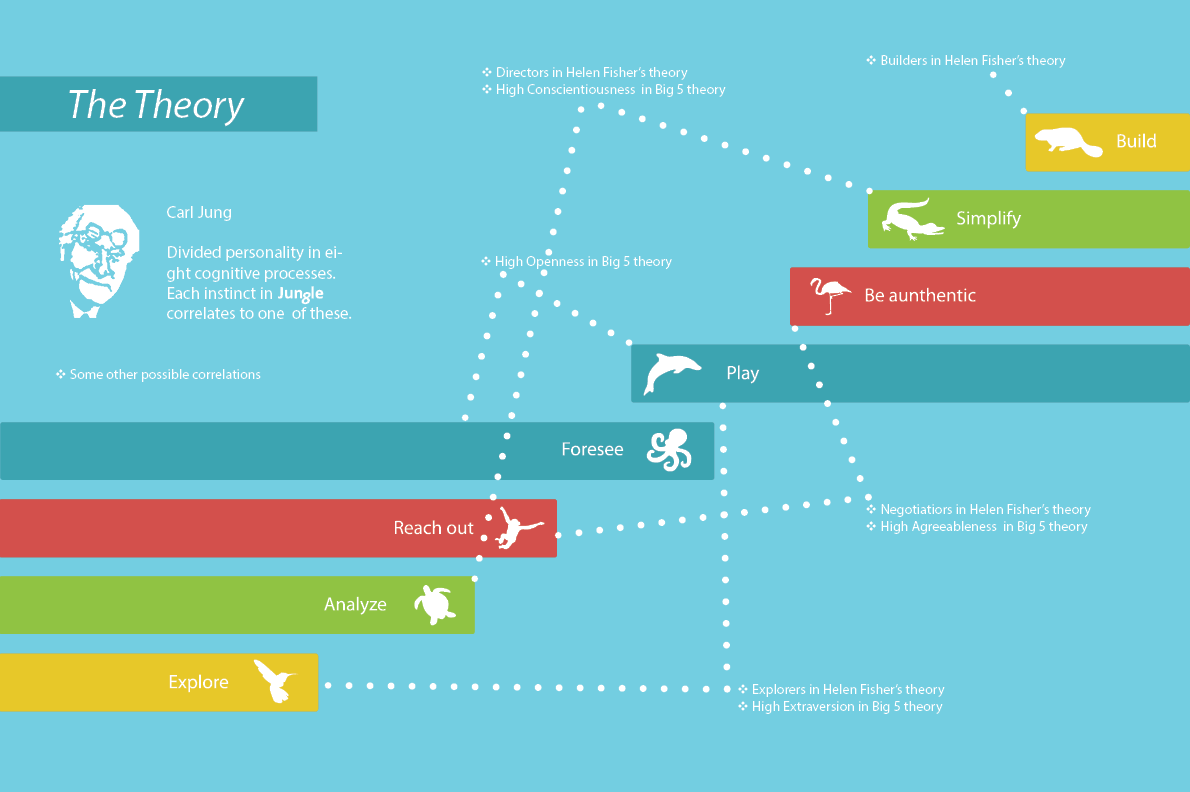 The Theory
Carl Jung
Divided personality in ei-
ght cognitive processes.
Each instinct in Jungle
correlates to one of these.
❖ Some other possible correlations
❖ Directors in Helen Fisher's theory
❖ High Conscientiousness in Big 5 theory
❖ Builders in Helen Fisher's theory
Build
Simplify
❖ High Openness in Big 5 theory
Be aunthentic
Play
Foresee
Reach out
❖ Negotiatiors in Helen Fisher's theory
❖ High Agreeableness in Big 5 theory
Analyze
Explore
❖ Explorers in Helen Fisher's theory
❖ High Extraversion in Big 5 theory